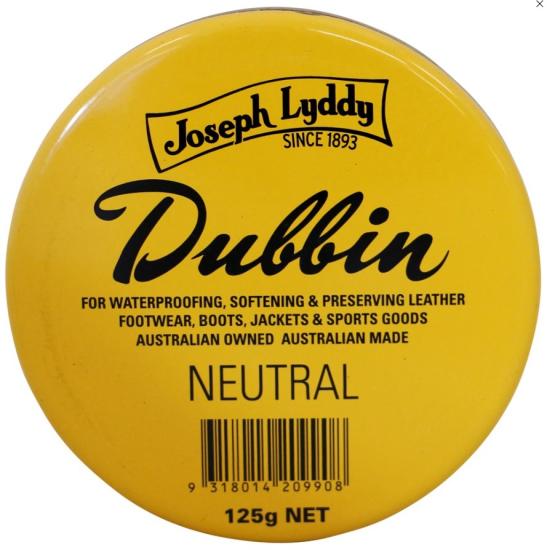 Joseph Lyddy
SINCE 1893
Dubbin
FOR WATERPROOFING, SOFTENING & PRESERVING LEATHER
FOOTWEAR, BOOTS, JACKETS & SPORTS GOODS
AUSTRALIAN OWNED AUSTRALIAN MADE
NEUTRAL
9 318014 209908
125g NET